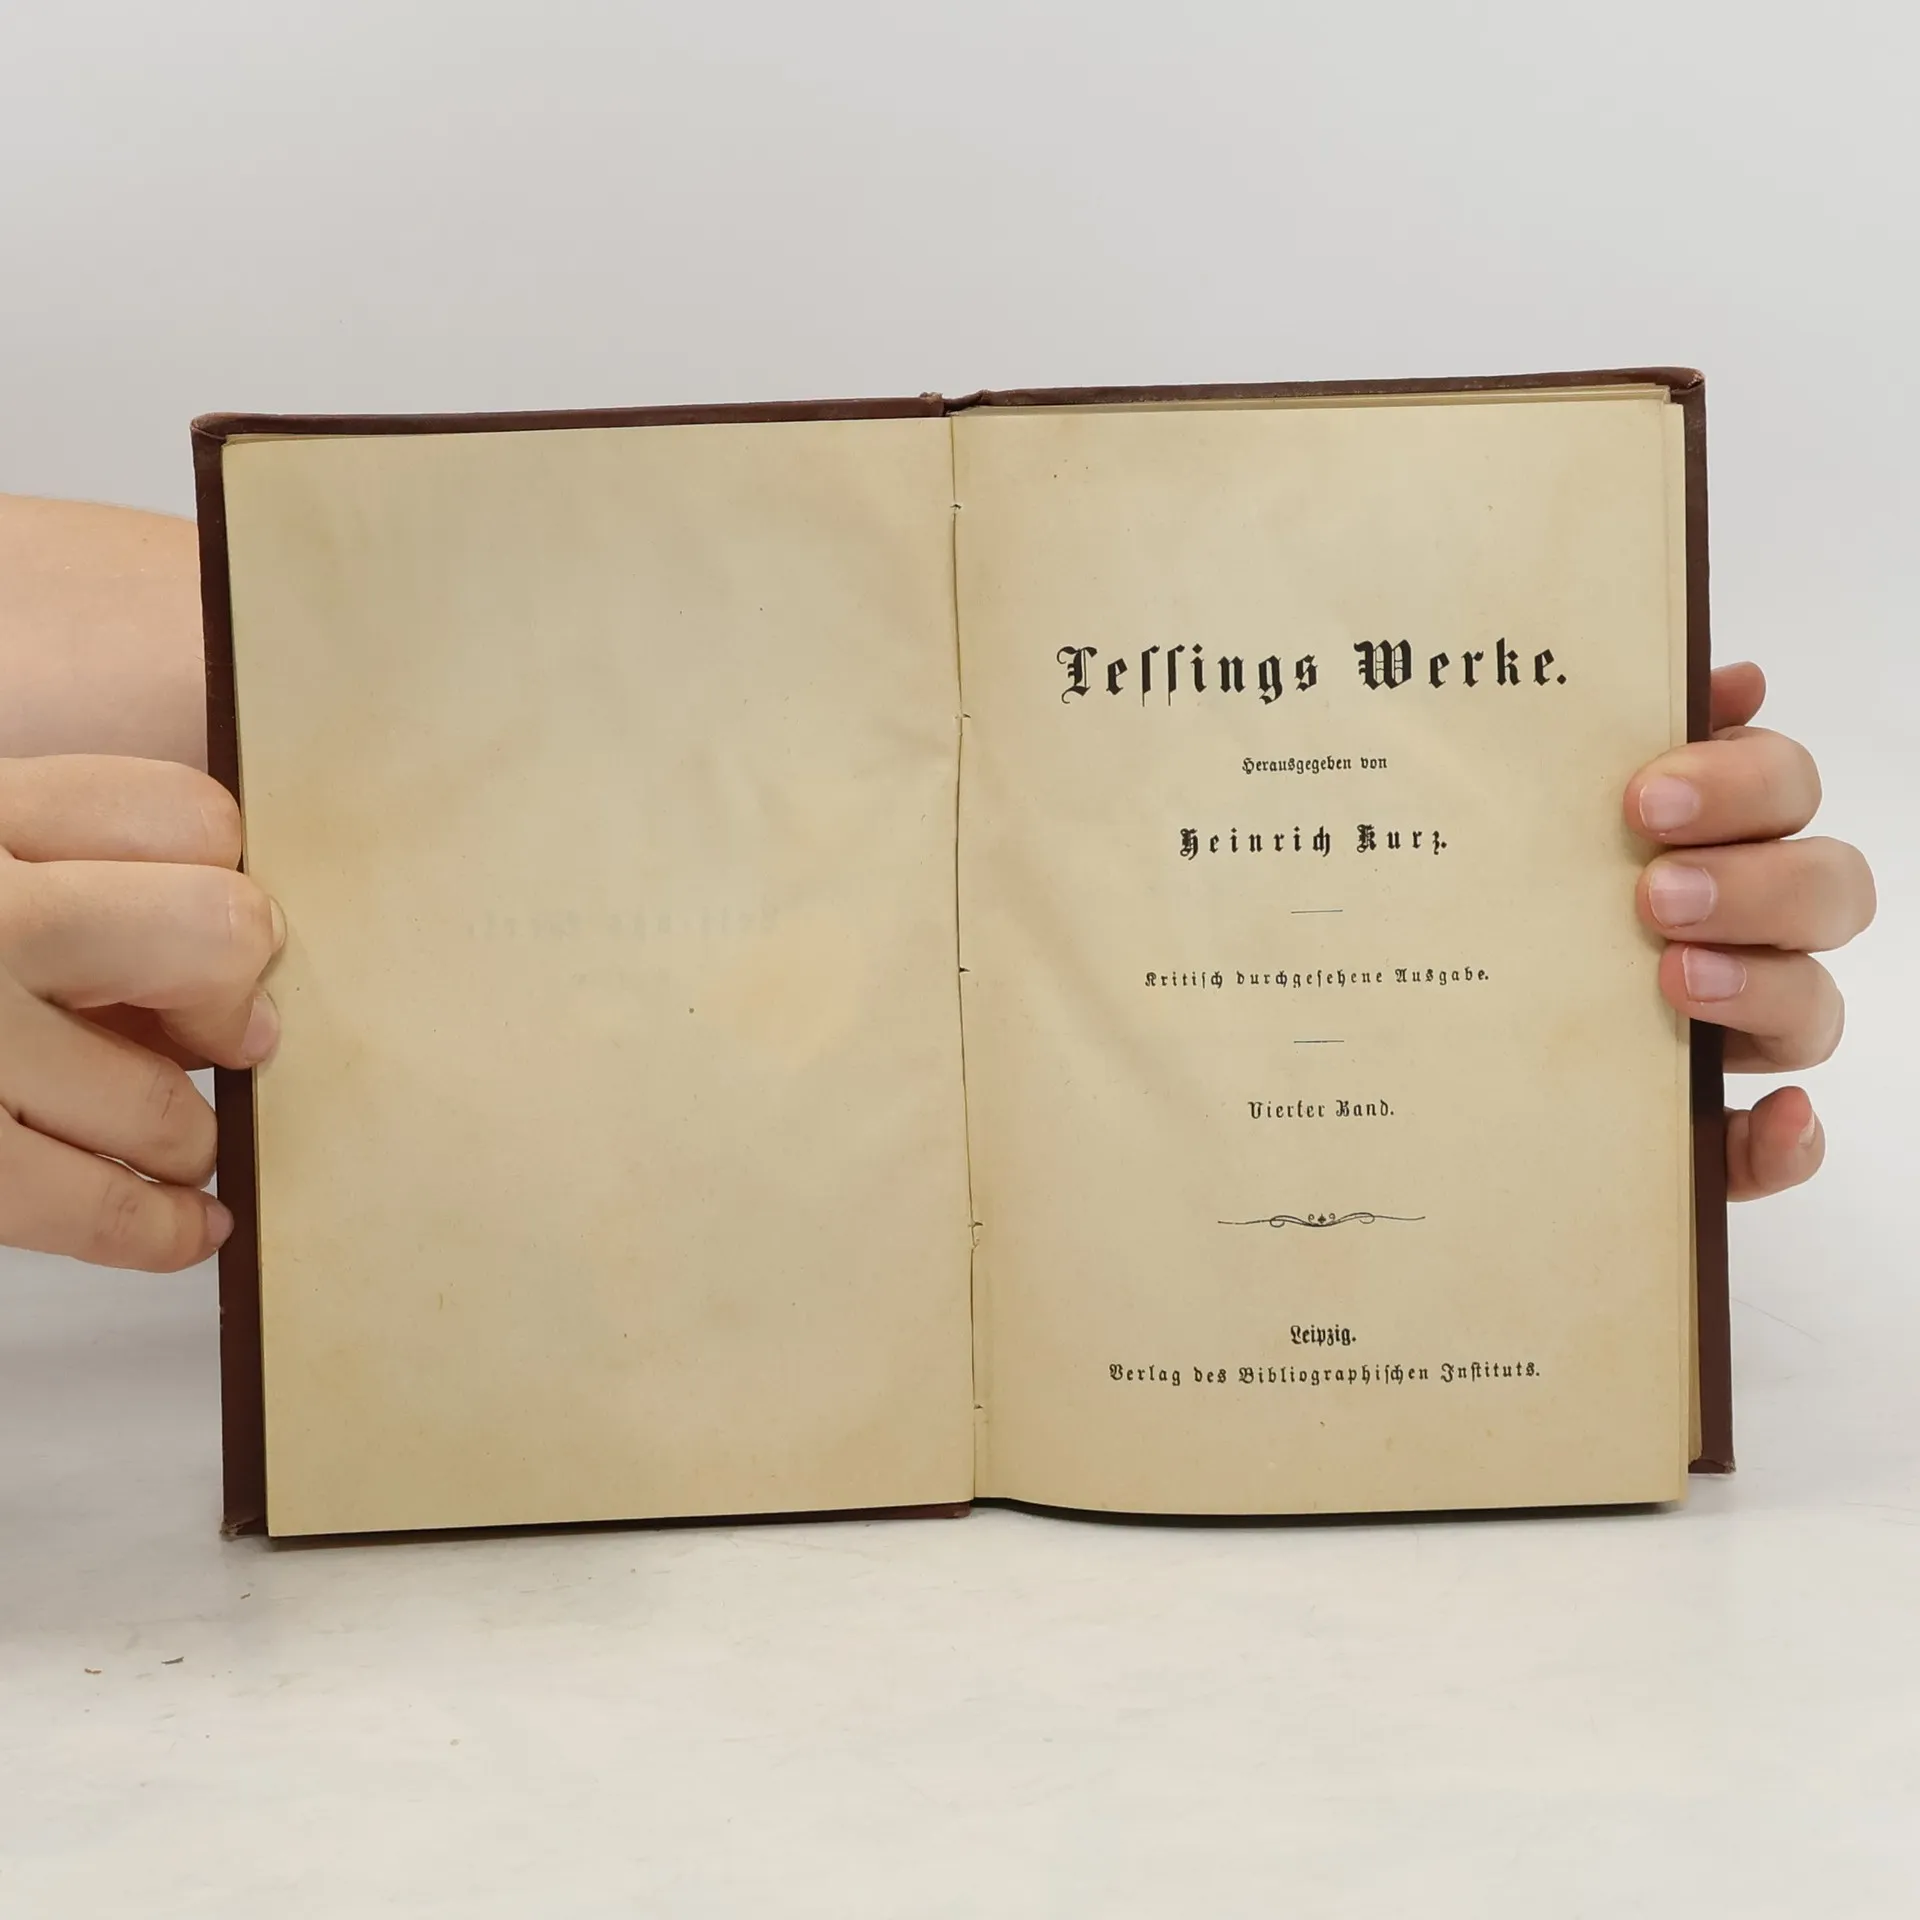 Leſſings Werke.
Herausgegeben von
Heinrich Kurz.
Kritiſch durchgeſehene Ausgabe.
Vierter Band.
Leipzig.
Verlag des Bibliographiſchen Inſtituts.